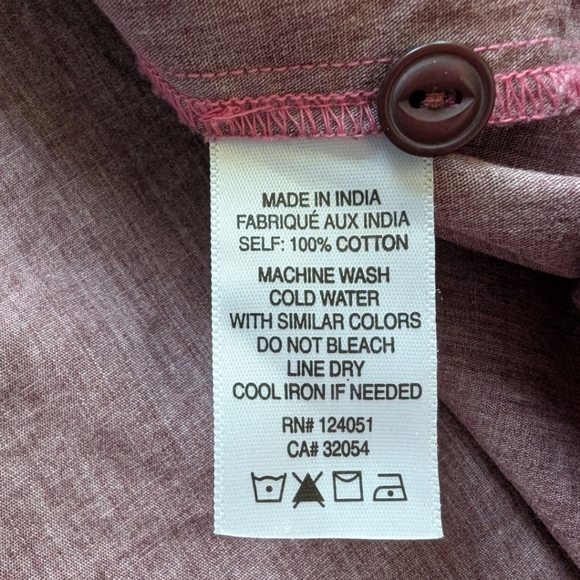 MADE IN INDIA
FABRIQUÉ AUX INDIA
SELF: 100% COTTON
MACHINE WASH
COLD WATER
WITH SIMILAR COLORS
DO NOT BLEACH
LINE DRY
COOL IRON IF NEEDED
RN# 124051
CA# 32054